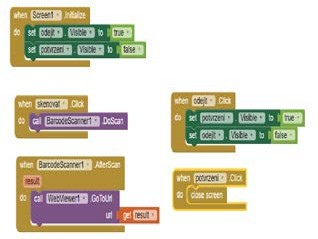 when Screen1 .Initialize
do set odejit . Visible to true
set potvrzeni . Visible to false
when skenovat .Click
do call BarcodeScanner1 .DoScan
when BarcodeScanner1 .AfterScan
result
do call WebViewer1 .GoToUrl
url get result
when odejit .Click
do set potvrzeni . Visible to true
set odejit . Visible to false
when potvrzeni .Click
do close screen